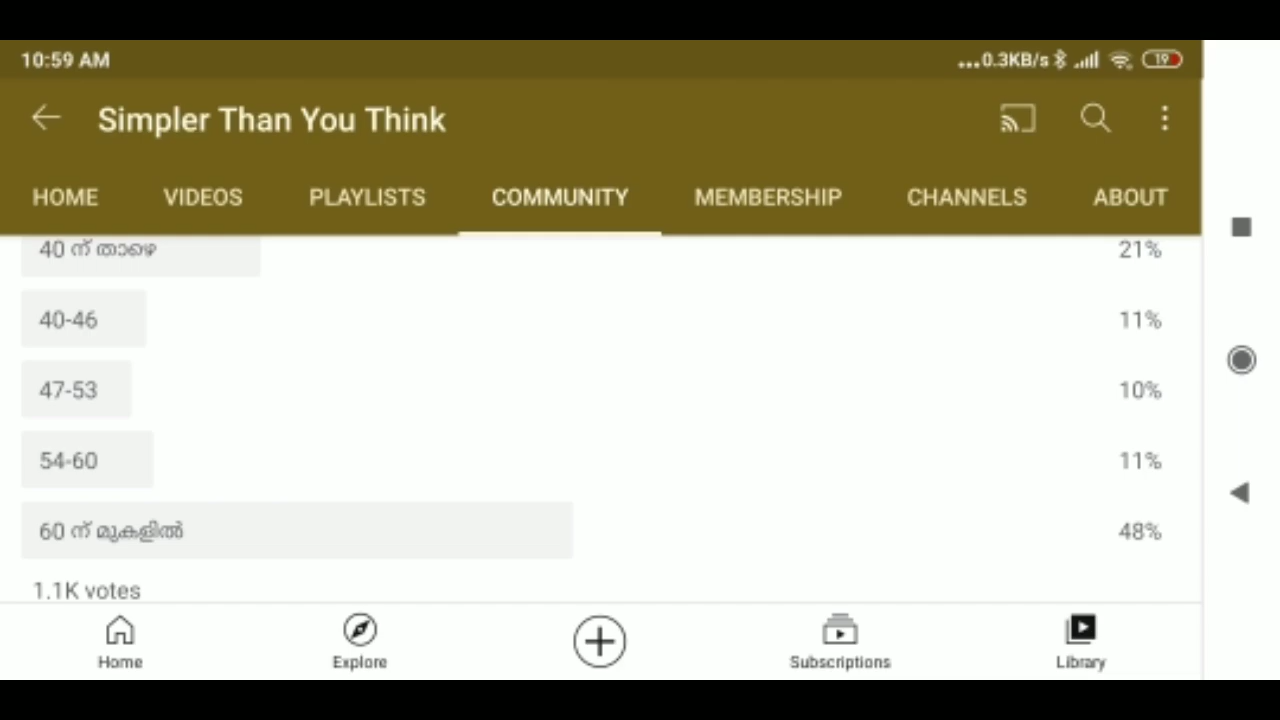 10:59 AM ...0.3KB/s 19
Simpler Than You Think
HOME VIDEOS PLAYLISTS COMMUNITY MEMBERSHIP CHANNELS ABOUT
40 ന് താഴെ 21%
40-46 11%
47-53 10%
54-60 11%
60 ന് മുകളിൽ 48%
1.1K votes
Home Explore Subscriptions Library